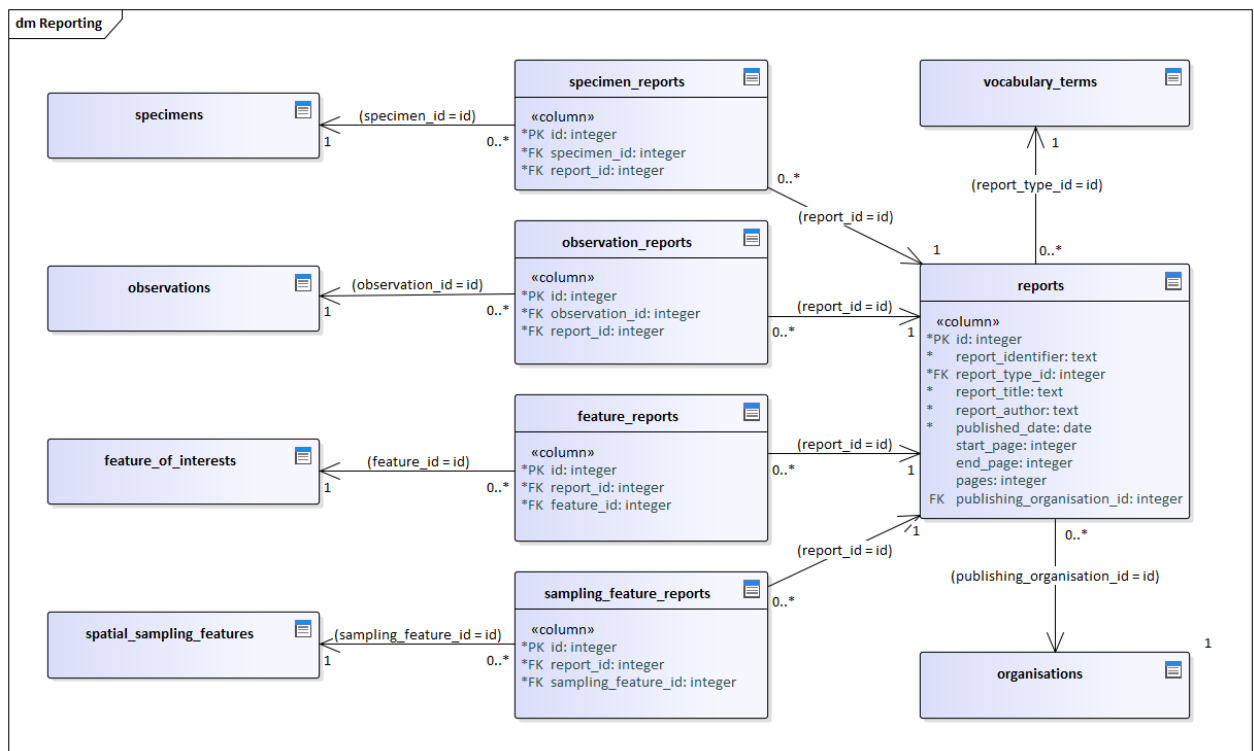 dm Reporting
specimens
(specimen_id = id)
1
0..*
specimen_reports
«column»
*PK id: integer
*FK specimen_id: integer
*FK report_id: integer
0..*
(report_id = id)
1
vocabulary_terms
1
(report_type_id = id)
0..*
observations
(observation_id = id)
1
0..*
observation_reports
«column»
*PK id: integer
*FK observation_id: integer
*FK report_id: integer
(report_id = id)
0..*
1
reports
«column»
*PK id: integer
* report_identifier: text
*FK report_type_id: integer
* report_title: text
* report_author: text
* published_date: date
start_page: integer
end_page: integer
pages: integer
FK publishing_organisation_id: integer
feature_of_interests
(feature_id = id)
1
0..*
feature_reports
«column»
*PK id: integer
*FK report_id: integer
*FK feature_id: integer
(report_id = id)
0..*
1
spatial_sampling_features
(sampling_feature_id = id)
1
0..*
sampling_feature_reports
«column»
*PK id: integer
*FK report_id: integer
*FK sampling_feature_id: integer
(report_id = id)
0..*
1
0..*
(publishing_organisation_id = id)
1
organisations